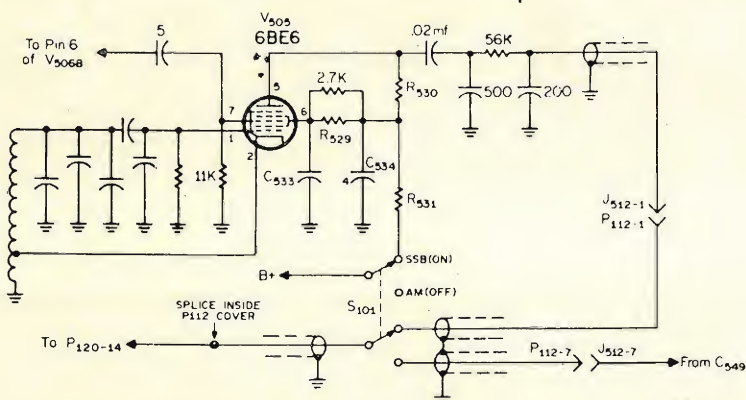 V505
6BE6
To Pin 6
of V506B
5
.02mf
56K
5
2.7K
R530
500
200
7
6
1
R529
2
11K
C533
C534
4
R531
J512-1
P112-1
SSB(ON)
B+
AM(OFF)
S101
SPLICE INSIDE
P112 COVER
To P120-14
P112-7
J512-7
From C549